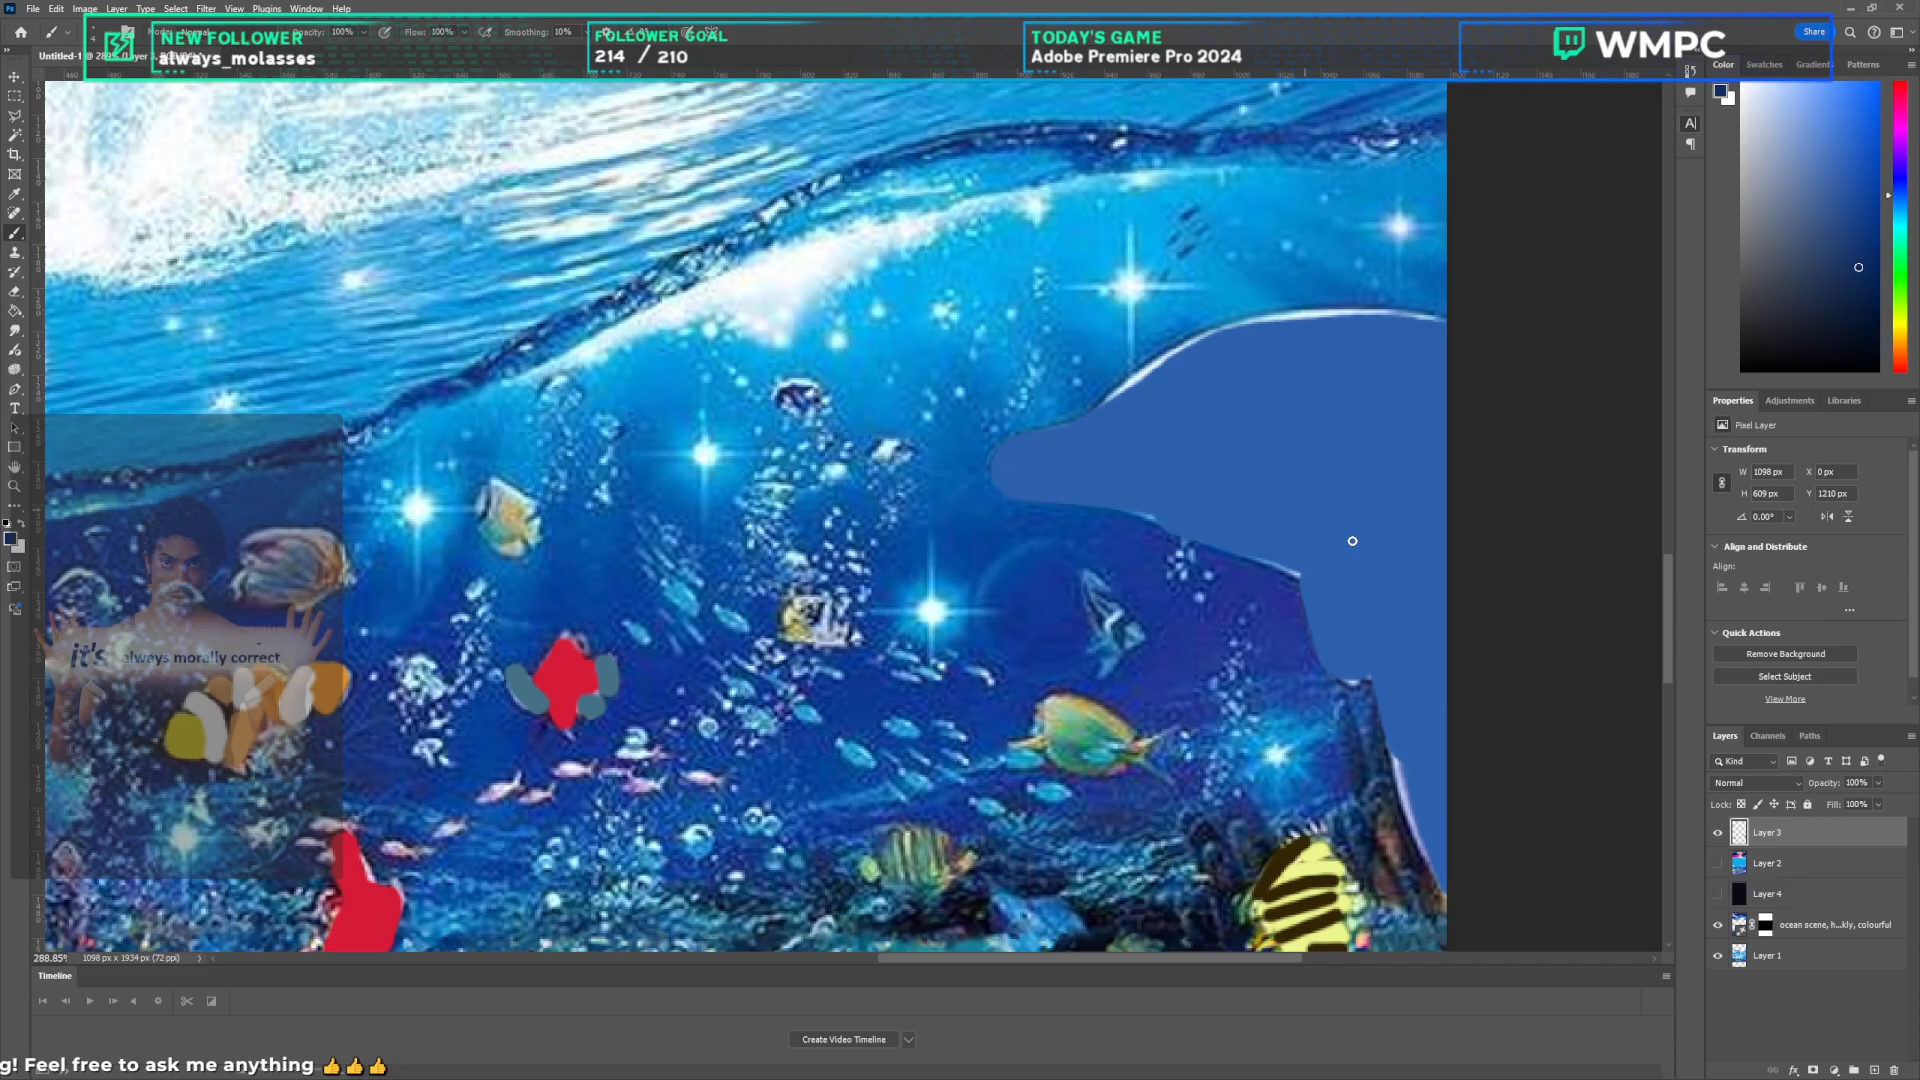 File Edit Image Layer Type Select Filter View Plugins Window Help
Opacity: 100% Flow: 100% Smoothing: 10%
Share
NEW FOLLOWER
always_molasses
FOLLOWER GOAL
214 / 210
TODAY'S GAME
Adobe Premiere Pro 2024
WMPC
Color Swatches Gradients Patterns
Properties Adjustments Libraries
Pixel Layer
Transform
W 1098 px X 0 px
H 609 px Y 1210 px
0.00°
Align and Distribute
Align:
Quick Actions
Remove Background
Select Subject
View More
Layers Channels Paths
Kind
Normal Opacity: 100%
Lock: Fill: 100%
Layer 3
Layer 2
Layer 4
ocean scene, h...kly, colourful
Layer 1
it's always morally correct
288.85% 1098 px x 1934 px (72 ppi)
Timeline
Create Video Timeline
g! Feel free to ask me anything 👍👍👍